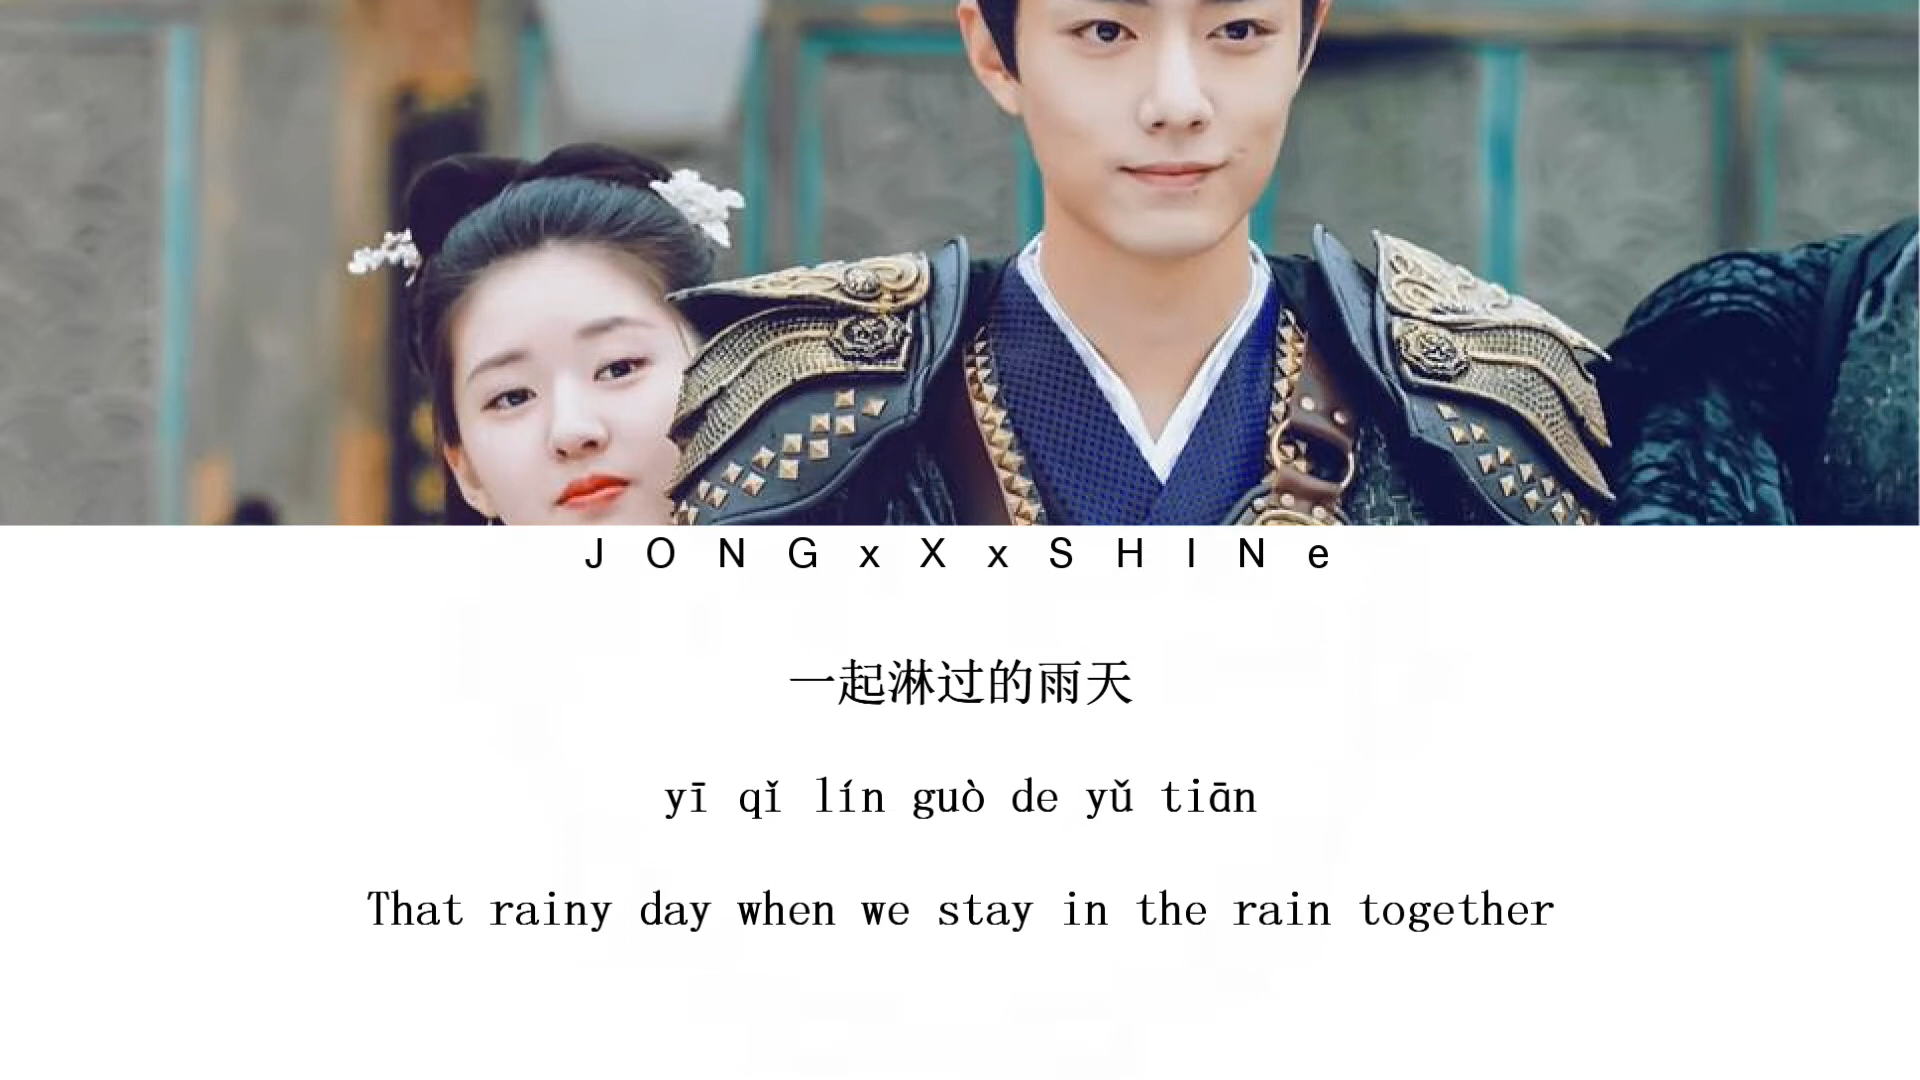 J O N G x X x S H I N e
一起淋过的雨天
yī qǐ lín guò de yǔ tiān
That rainy day when we stay in the rain together